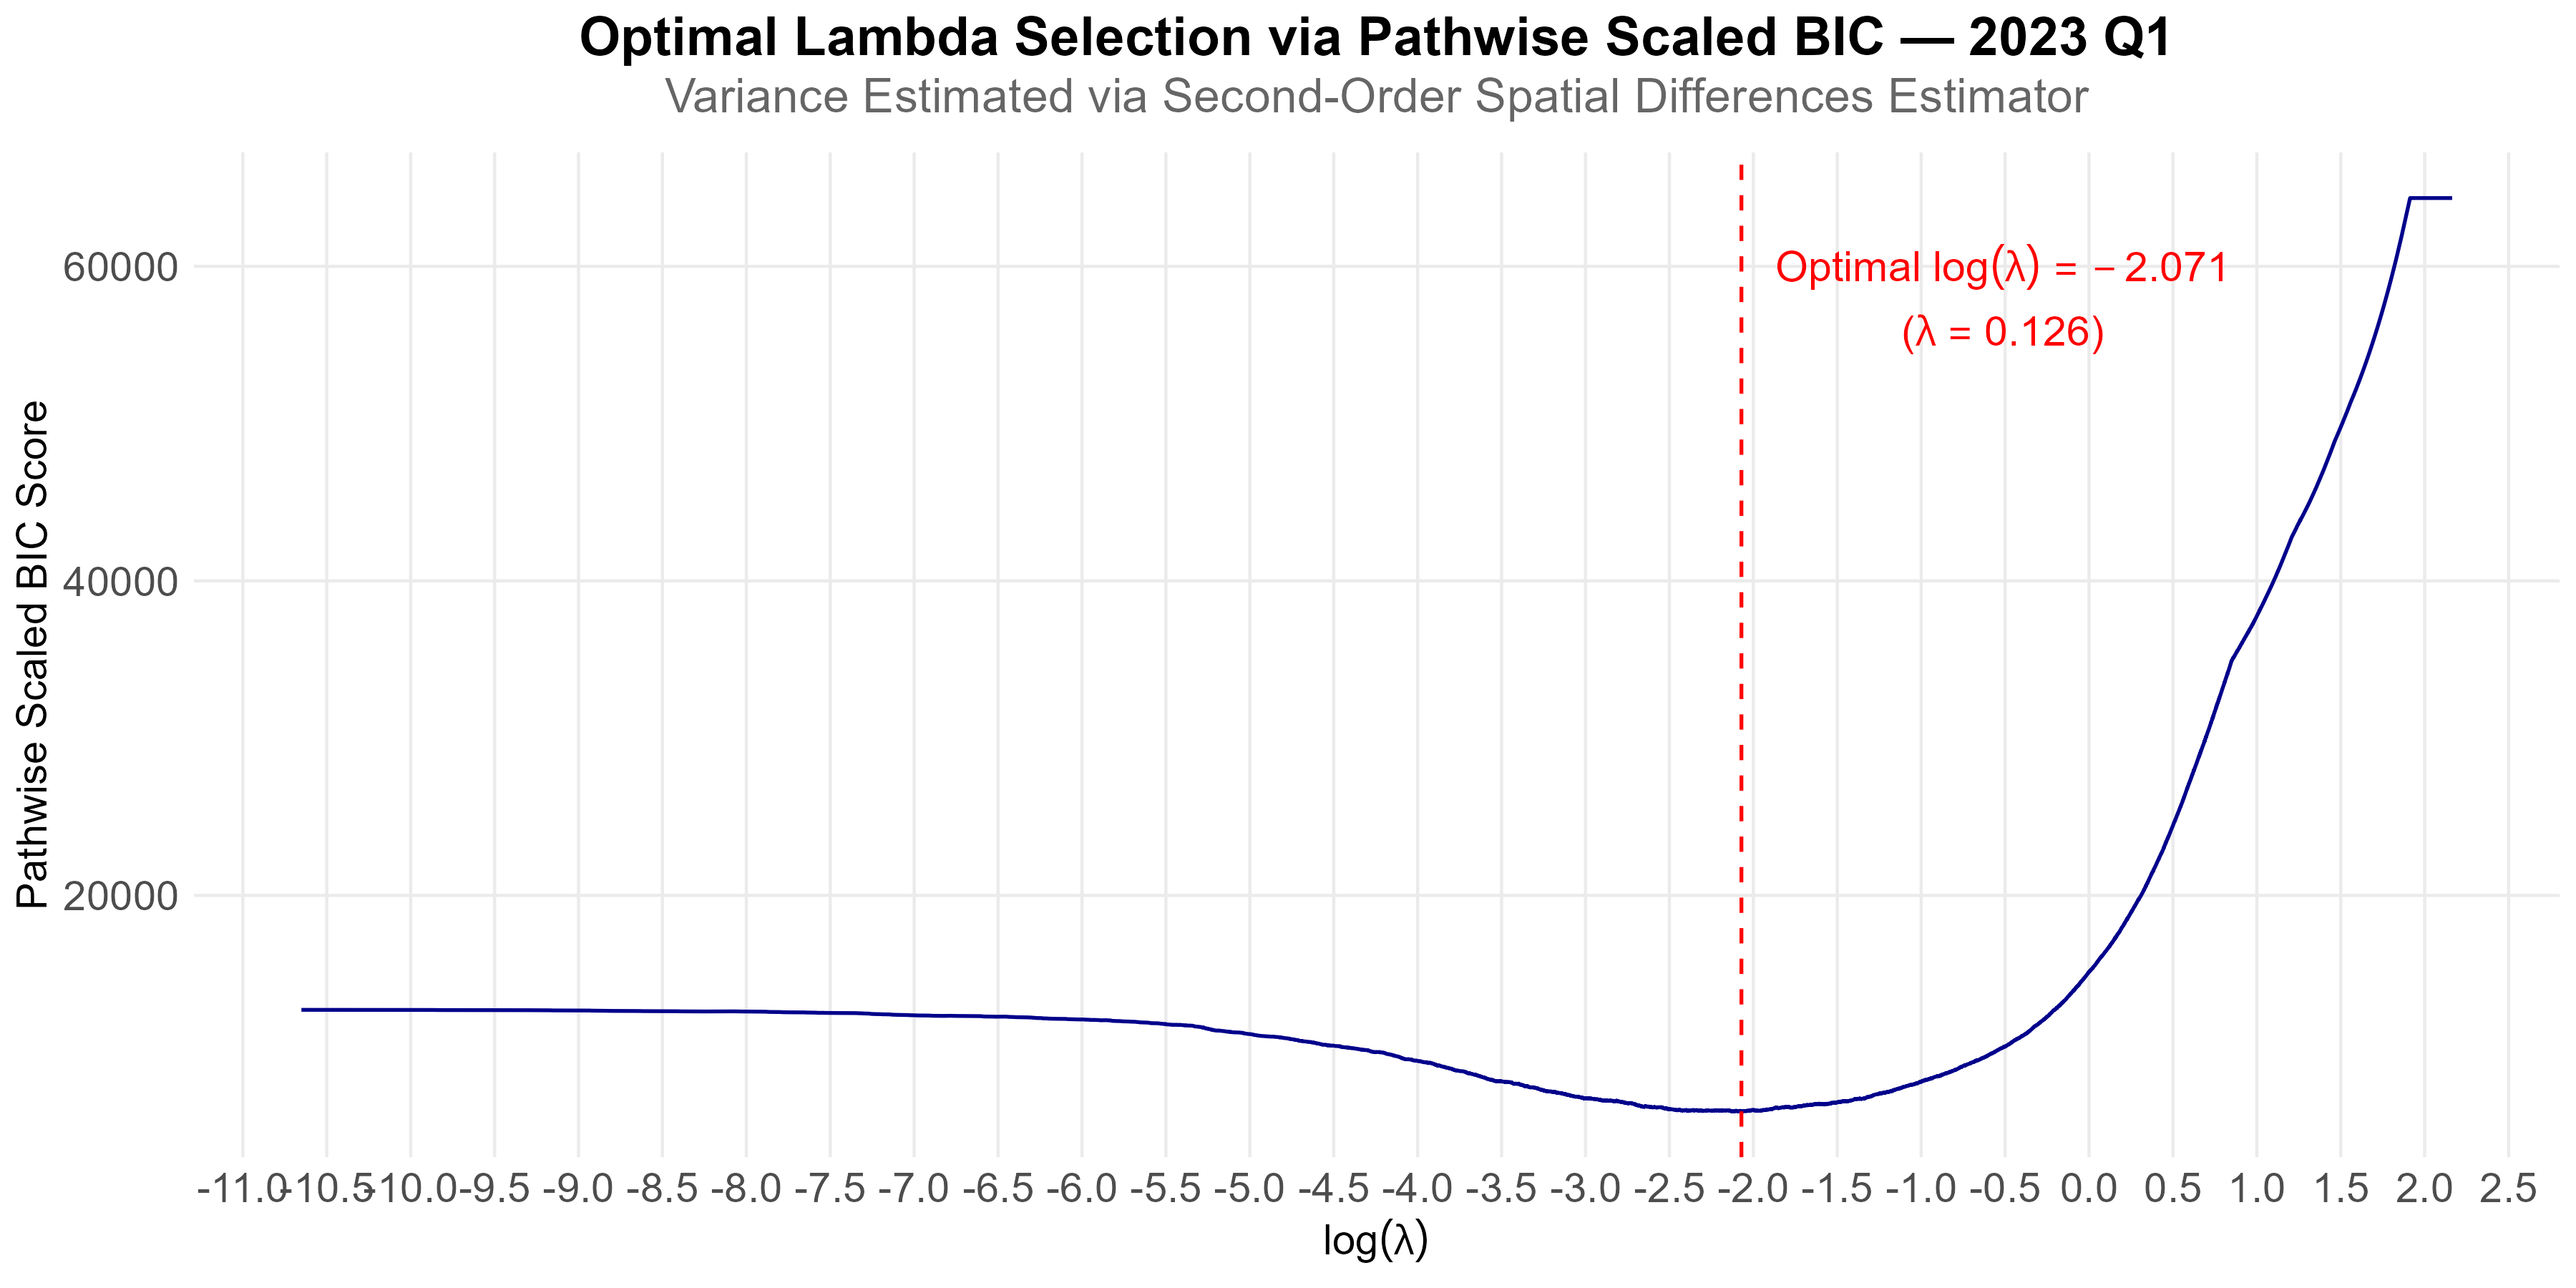 Optimal Lambda Selection via Pathwise Scaled BIC — 2023 Q1
Variance Estimated via Second-Order Spatial Differences Estimator
Pathwise Scaled BIC Score
60000
40000
20000
Optimal log(λ) = − 2.071
(λ = 0.126)
-11.0 -10.5 -10.0 -9.5 -9.0 -8.5 -8.0 -7.5 -7.0 -6.5 -6.0 -5.5 -5.0 -4.5 -4.0 -3.5 -3.0 -2.5 -2.0 -1.5 -1.0 -0.5 0.0 0.5 1.0 1.5 2.0 2.5
log(λ)